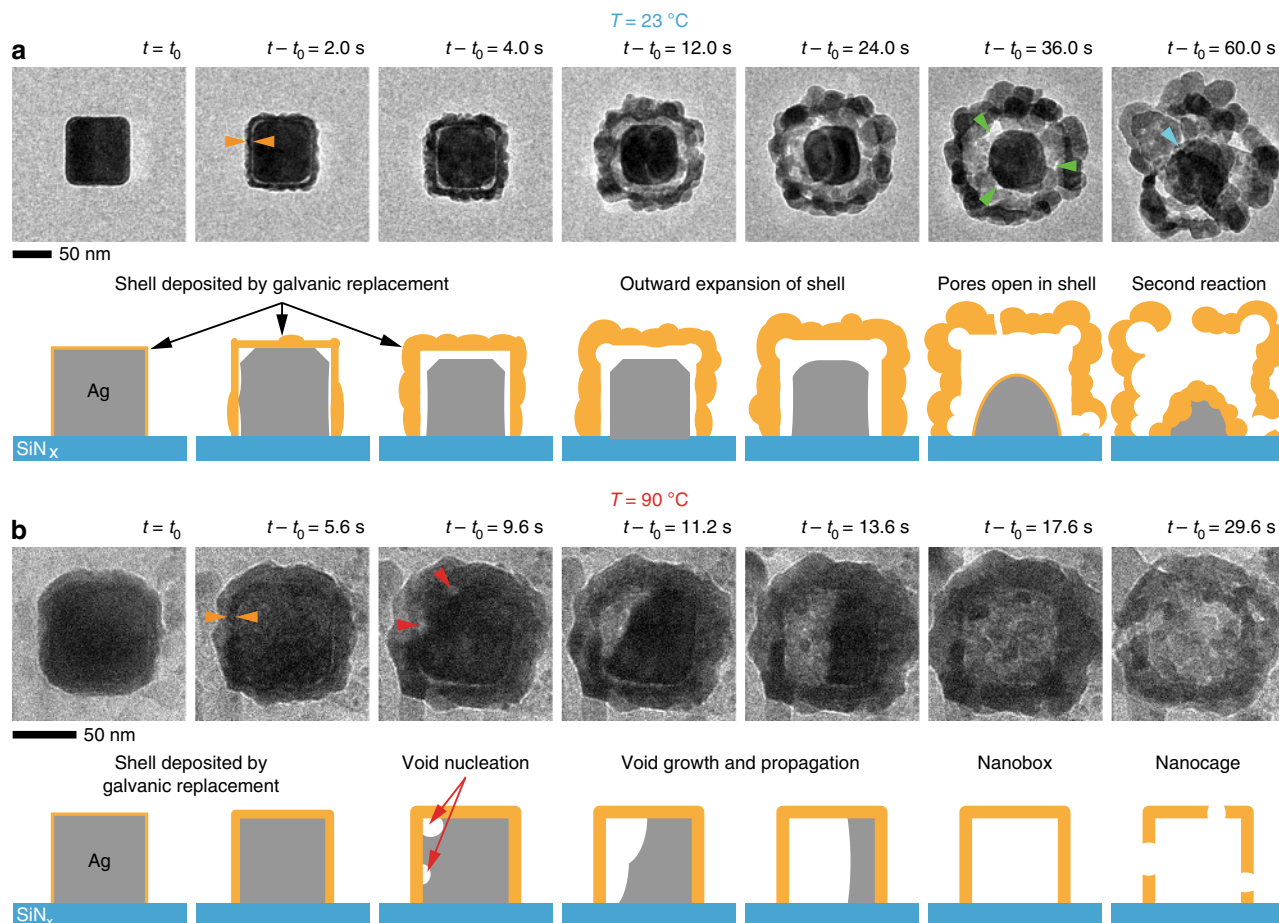 T = 23 °C
a
t = t0
t − t0 = 2.0 s
t − t0 = 4.0 s
t − t0 = 12.0 s
t − t0 = 24.0 s
t − t0 = 36.0 s
t − t0 = 60.0 s
50 nm
Shell deposited by galvanic replacement
Outward expansion of shell
Pores open in shell
Second reaction
Ag
SiNx
T = 90 °C
b
t = t0
t − t0 = 5.6 s
t − t0 = 9.6 s
t − t0 = 11.2 s
t − t0 = 13.6 s
t − t0 = 17.6 s
t − t0 = 29.6 s
50 nm
Shell deposited by
galvanic replacement
Void nucleation
Void growth and propagation
Nanobox
Nanocage
Ag
SiNx